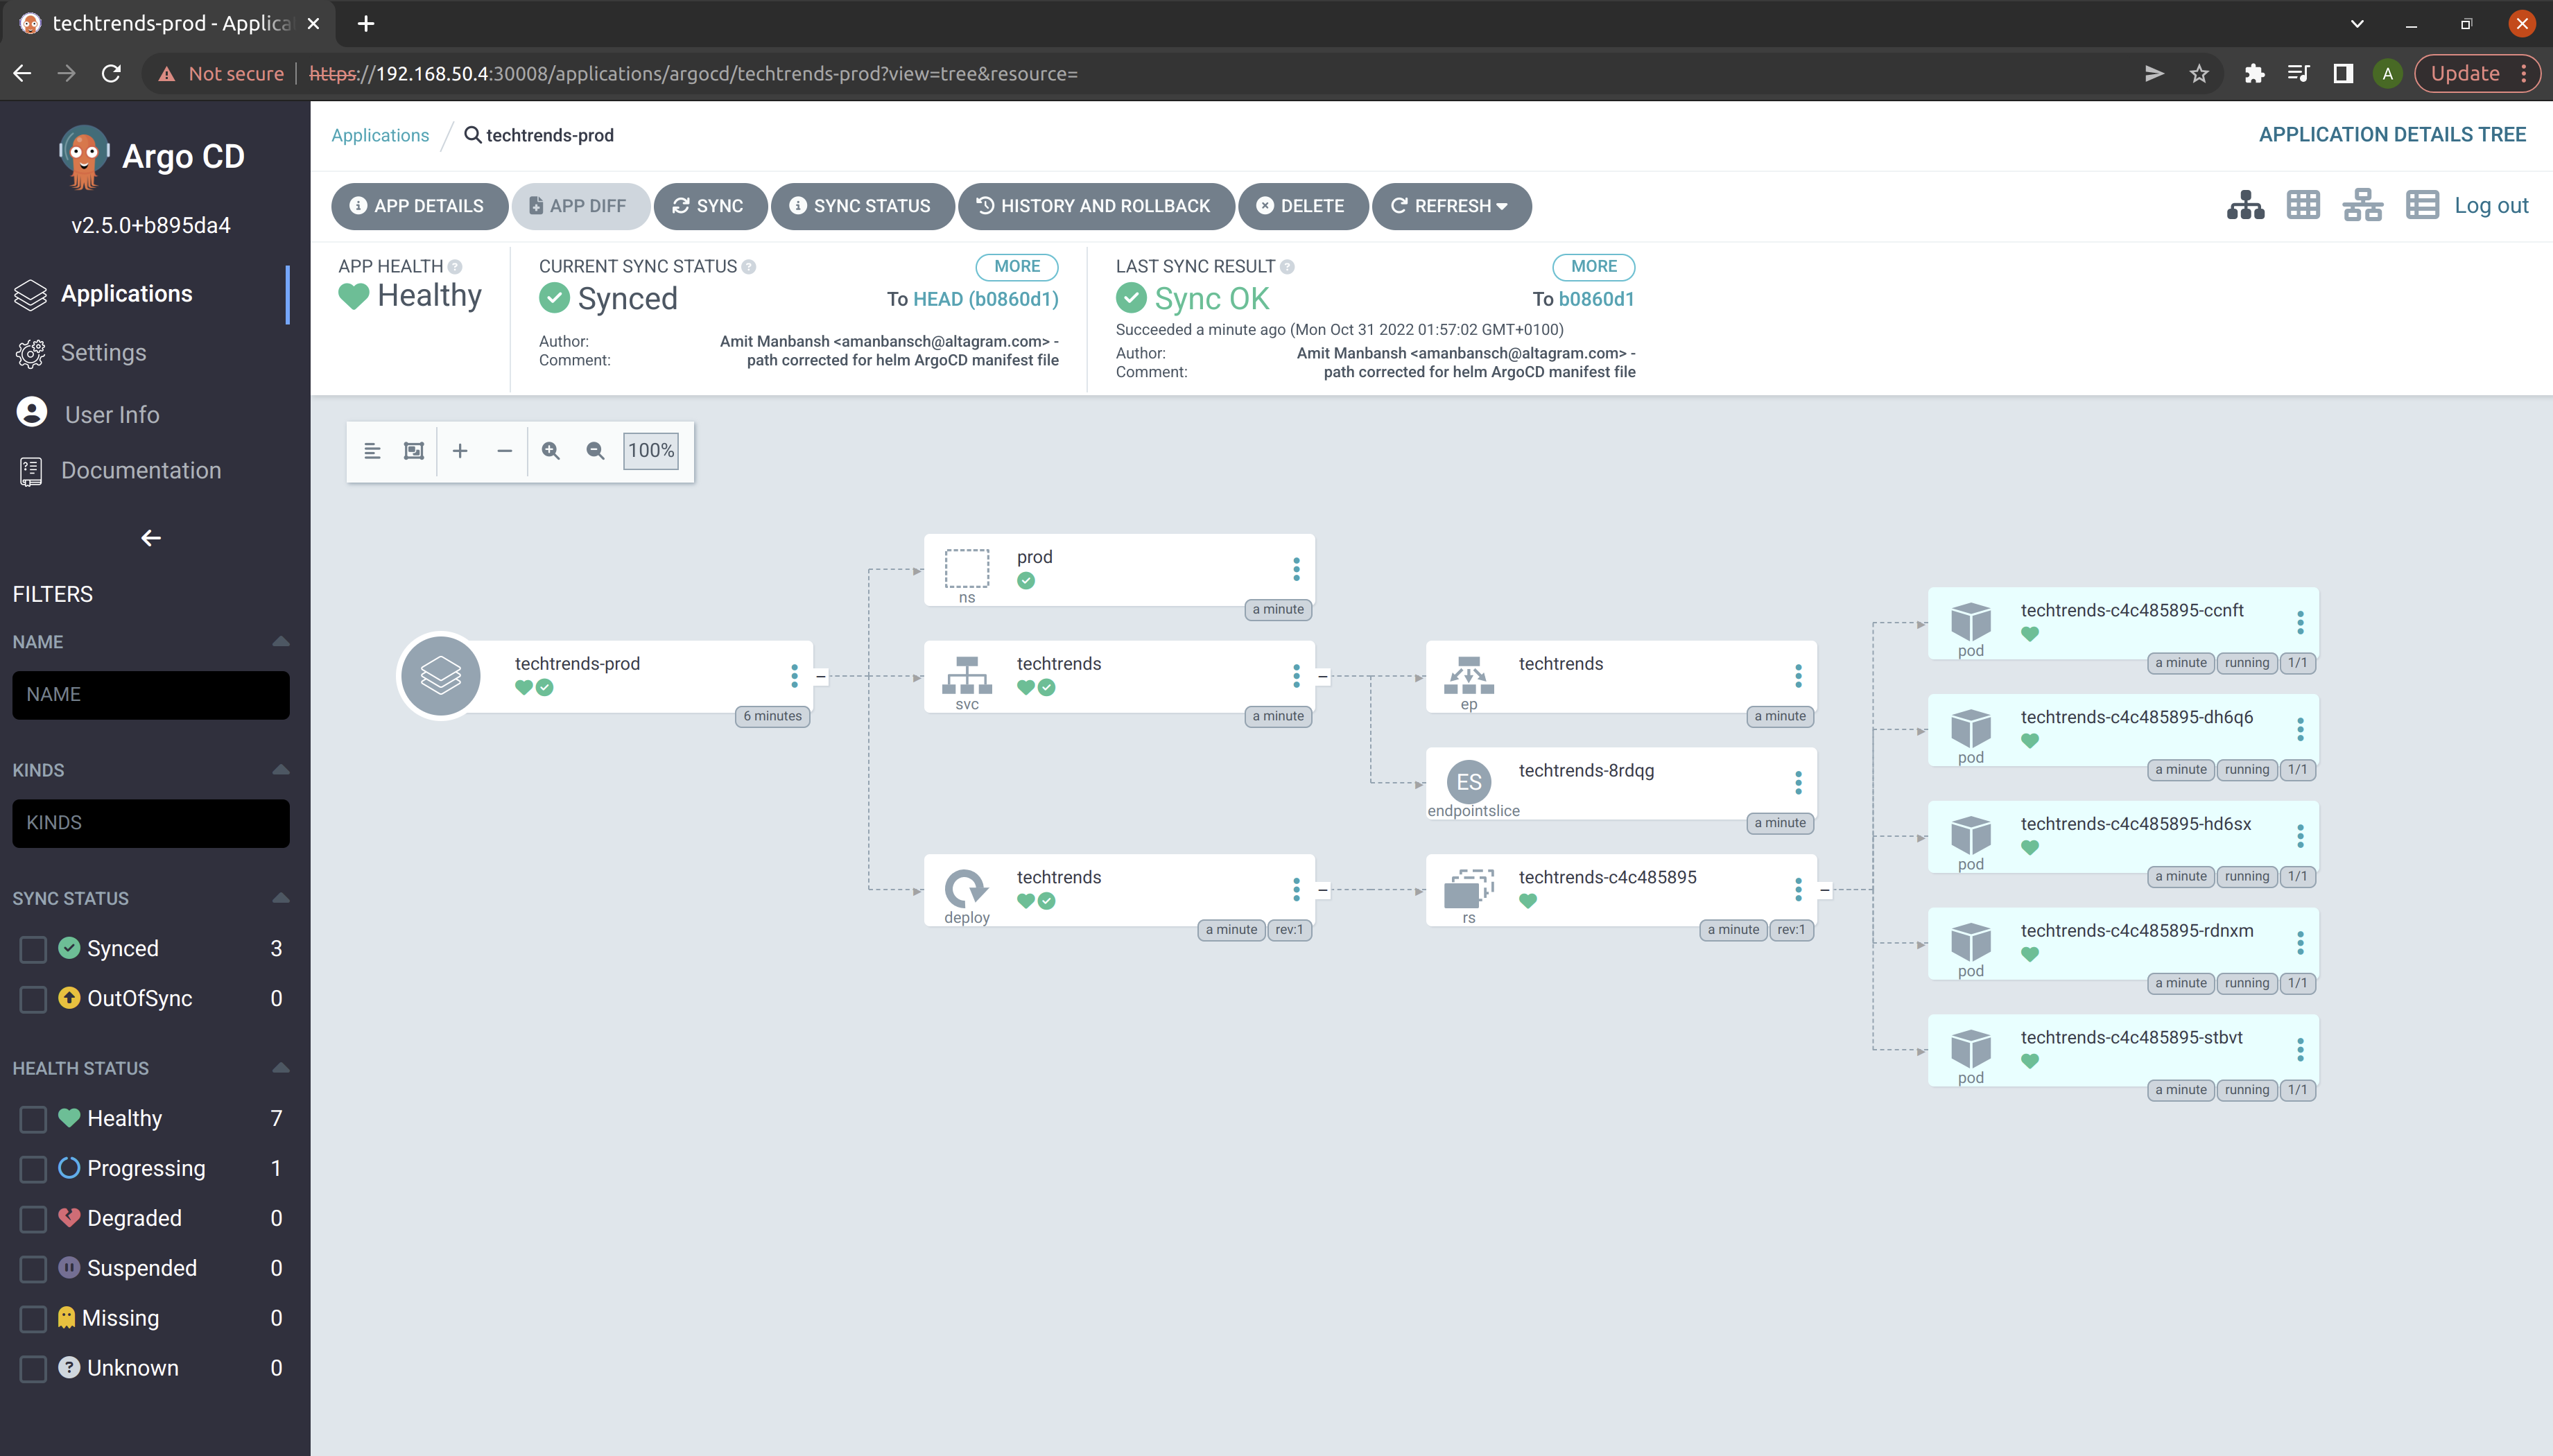 techtrends-prod - Applica
Not secure https://192.168.50.4:30008/applications/argocd/techtrends-prod?view=tree&resource=
A
Update
Argo CD
v2.5.0+b895da4
Applications
Settings
User Info
Documentation
FILTERS
NAME
NAME
KINDS
KINDS
SYNC STATUS
Synced 3
OutOfSync 0
HEALTH STATUS
Healthy 7
Progressing 1
Degraded 0
Suspended 0
Missing 0
Unknown 0
Applications / techtrends-prod
APPLICATION DETAILS TREE
APP DETAILS
APP DIFF
SYNC
SYNC STATUS
HISTORY AND ROLLBACK
DELETE
REFRESH
Log out
APP HEALTH
Healthy
CURRENT SYNC STATUS
MORE
Synced
To HEAD (b0860d1)
Author: Amit Manbansh <amanbansch@altagram.com> -
Comment: path corrected for helm ArgoCD manifest file
LAST SYNC RESULT
MORE
Sync OK
To b0860d1
Succeeded a minute ago (Mon Oct 31 2022 01:57:02 GMT+0100)
Author: Amit Manbansh <amanbansch@altagram.com> -
Comment: path corrected for helm ArgoCD manifest file
100%
techtrends-prod
6 minutes
prod
ns
a minute
techtrends
svc
a minute
techtrends
deploy
a minute rev:1
techtrends
ep
a minute
ES
techtrends-8rdqg
endpointslice
a minute
techtrends-c4c485895
rs
a minute rev:1
techtrends-c4c485895-ccnft
pod
a minute running 1/1
techtrends-c4c485895-dh6q6
pod
a minute running 1/1
techtrends-c4c485895-hd6sx
pod
a minute running 1/1
techtrends-c4c485895-rdnxm
pod
a minute running 1/1
techtrends-c4c485895-stbvt
pod
a minute running 1/1